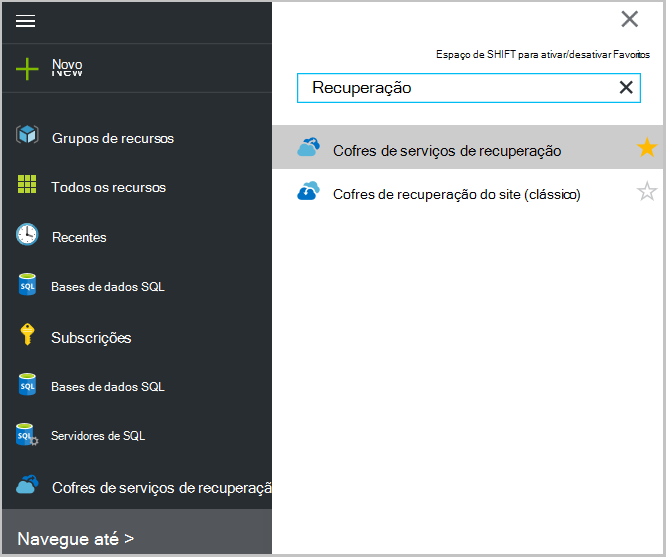 Novo
New
Grupos de recursos
Todos os recursos
Recentes
SQL
Bases de dados SQL
Subscrições
SQL
Bases de dados SQL
SQL
Servidores de SQL
Cofres de serviços de recuperaçã
Navegue até >
Espaço de SHIFT para ativar/desativar Favoritos
Recuperação
Cofres de serviços de recuperação
Cofres de recuperação do site (clássico)